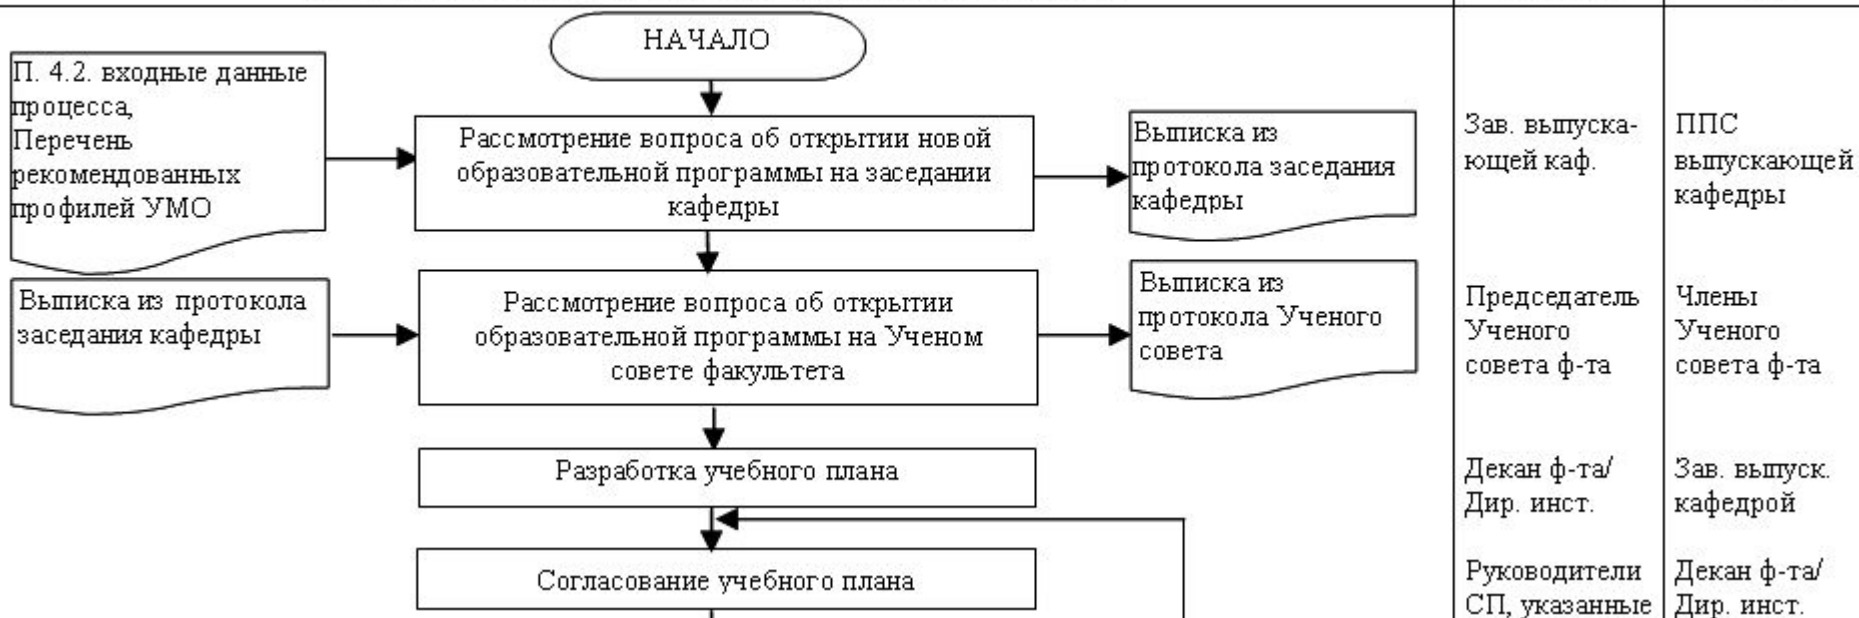 НАЧАЛО
П. 4.2. входные данные
процесса,
Перечень
рекомендованных
профилей УМО
Рассмотрение вопроса об открытии новой
образовательной программы на заседании
кафедры
Выписка из
протокола заседания
кафедры
Зав. выпуска-
ющей каф.
ППС
выпускающей
кафедры
Выписка из протокола
заседания кафедры
Рассмотрение вопроса об открытии
образовательной программы на Ученом
совете факультета
Выписка из
протокола Ученого
совета
Председатель
Ученого
совета ф-та
Члены
Ученого
совета ф-та
Разработка учебного плана
Декан ф-та/
Дир. инст.
Зав. выпуск.
кафедрой
Согласование учебного плана
Руководители
СП, указанные
Декан ф-та/
Дир. инст.